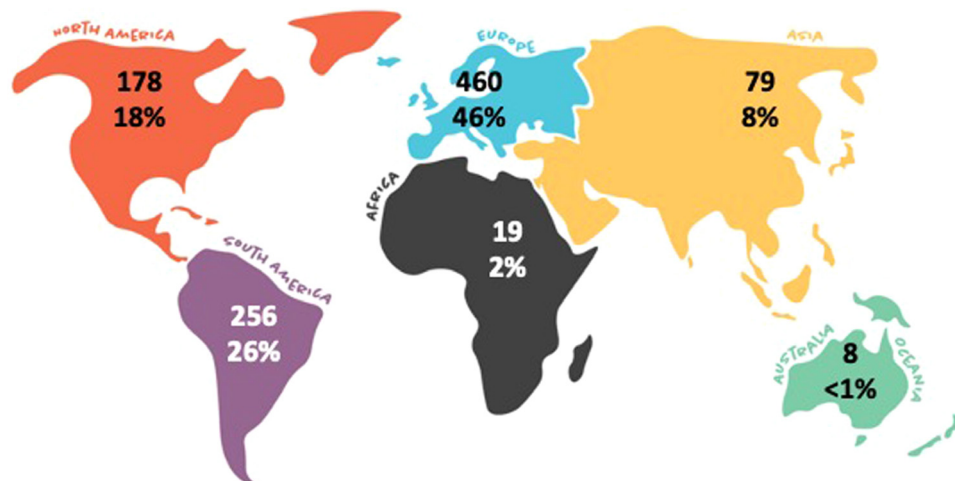 NORTH AMERICA
178
18%
EUROPE
460
46%
ASIA
79
8%
AFRICA
19
2%
SOUTH AMERICA
256
26%
AUSTRALIA
OCEANIA
8
<1%